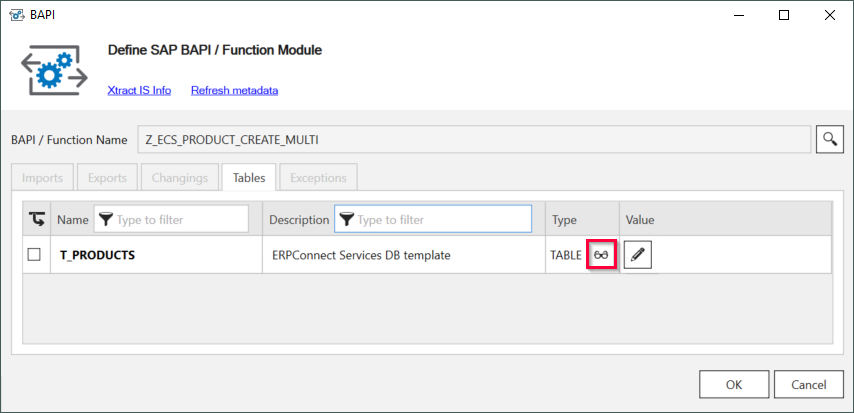 BAPI
Define SAP BAPI / Function Module
Xtract IS Info Refresh metadata
BAPI / Function Name Z_ECS_PRODUCT_CREATE_MULTI
Imports Exports Changings Tables Exceptions
Name Type to filter Description Type to filter Type Value
T_PRODUCTS ERPConnect Services DB template TABLE
OK Cancel